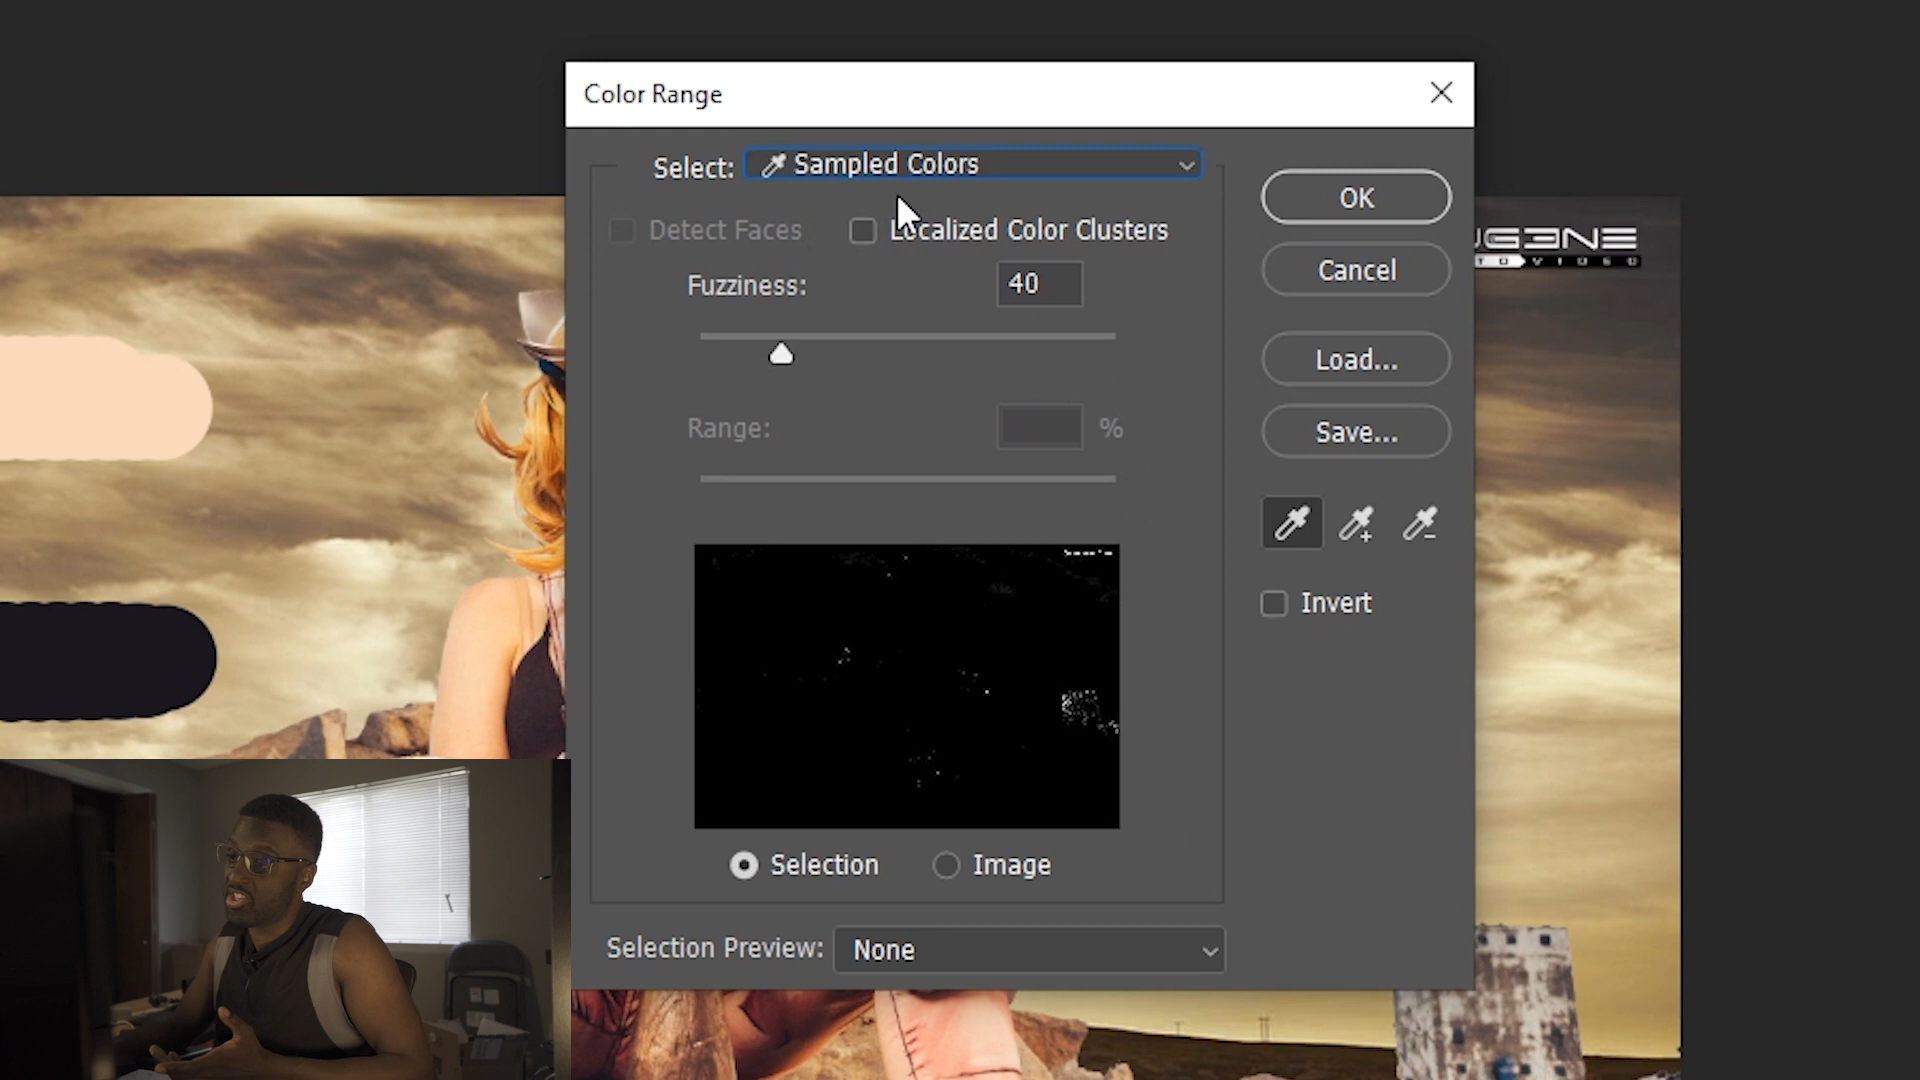 Color Range
Select: Sampled Colors
Detect Faces
Localized Color Clusters
Fuzziness: 40
Range: %
Selection
Image
Selection Preview: None
OK
Cancel
Load...
Save...
Invert